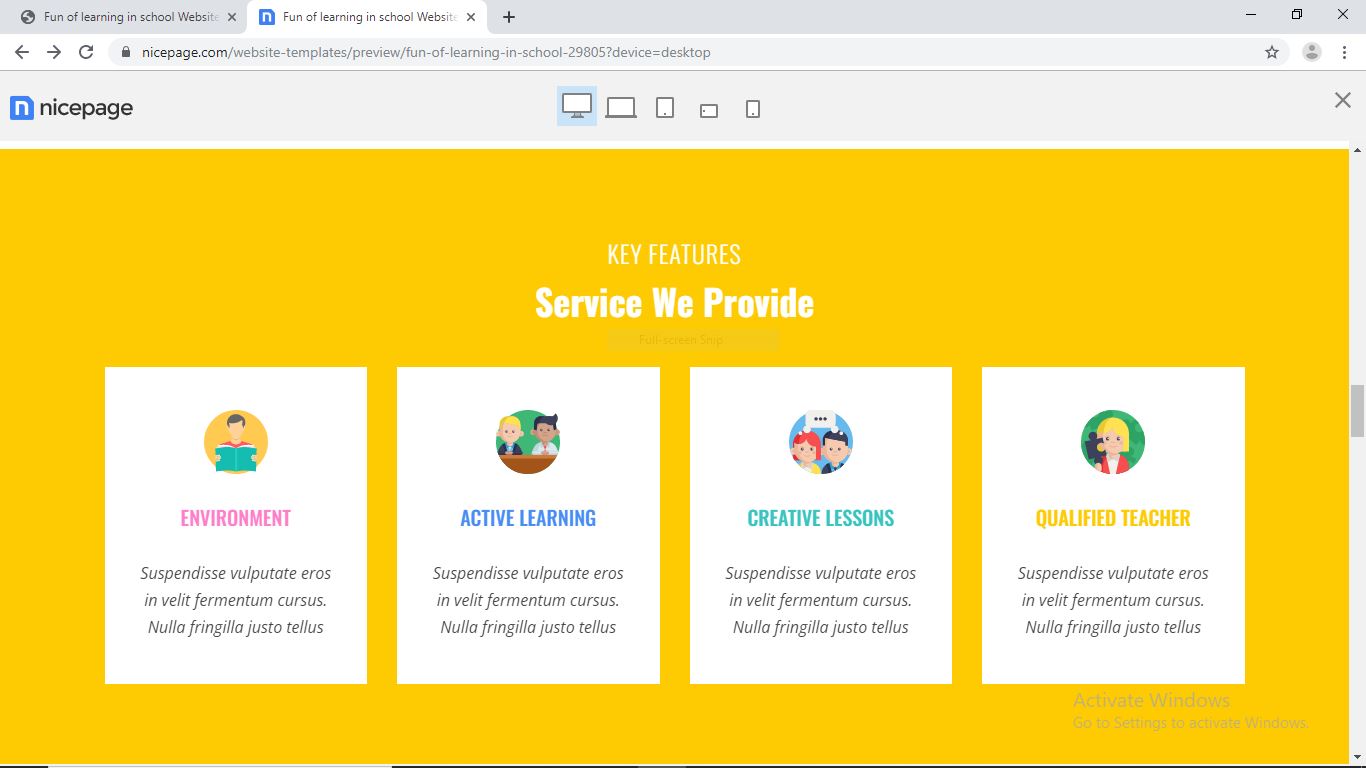 Fun of learning in school Website
Fun of learning in school Website
nicepage.com/website-templates/preview/fun-of-learning-in-school-29805?device=desktop
n nicepage
KEY FEATURES
Service We Provide
Full-screen Snip
ENVIRONMENT
Suspendisse vulputate eros
in velit fermentum cursus.
Nulla fringilla justo tellus
ACTIVE LEARNING
Suspendisse vulputate eros
in velit fermentum cursus.
Nulla fringilla justo tellus
CREATIVE LESSONS
Suspendisse vulputate eros
in velit fermentum cursus.
Nulla fringilla justo tellus
QUALIFIED TEACHER
Suspendisse vulputate eros
in velit fermentum cursus.
Nulla fringilla justo tellus
Activate Windows
Go to Settings to activate Windows.